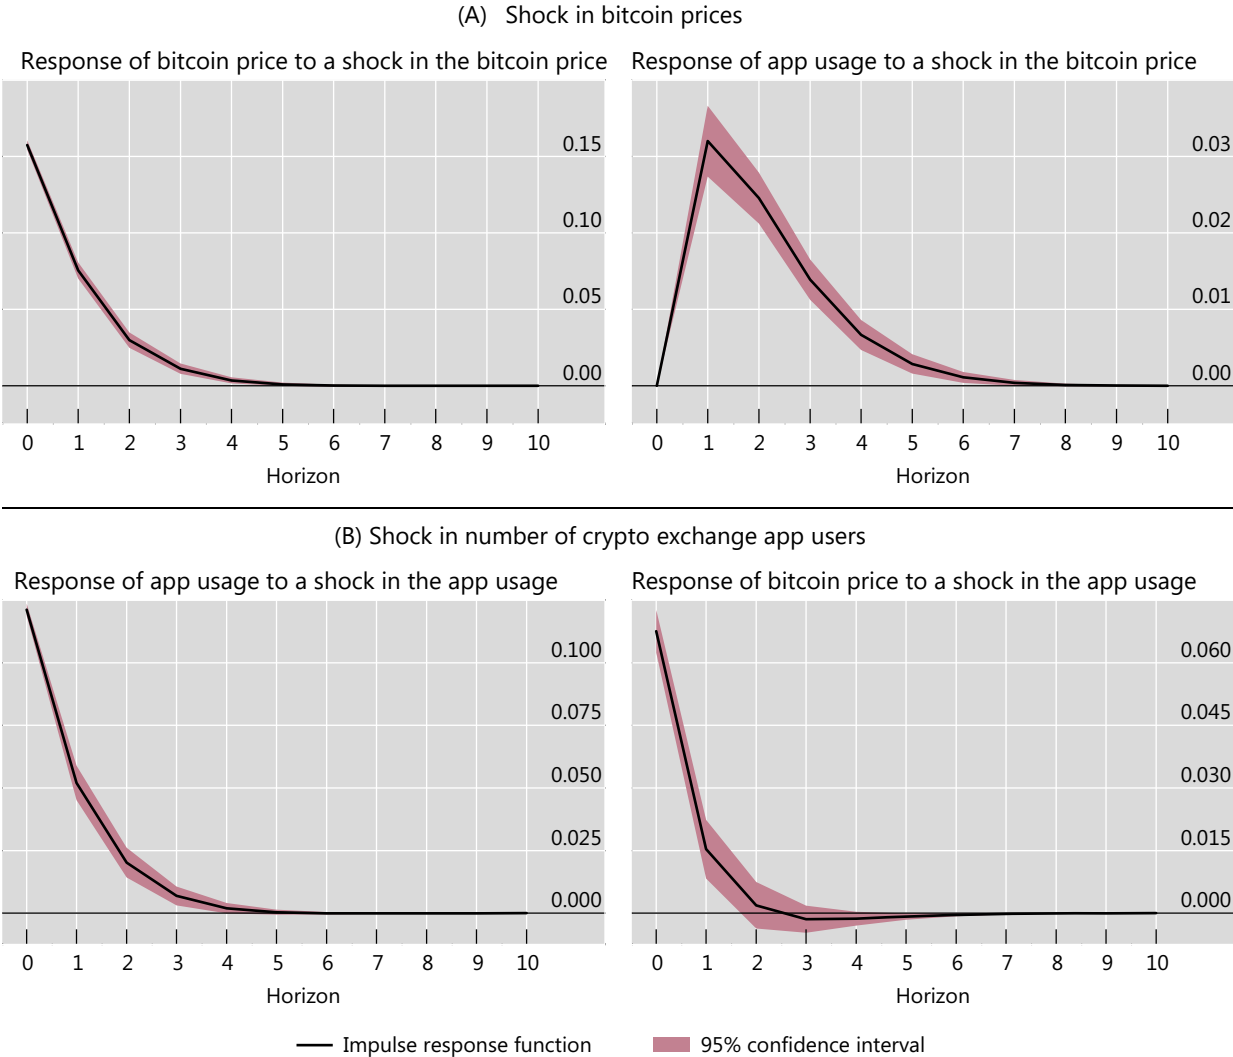 (A) Shock in bitcoin prices
Response of bitcoin price to a shock in the bitcoin price
Response of app usage to a shock in the bitcoin price
0.15
0.10
0.05
0.00
0 1 2 3 4 5 6 7 8 9 10
Horizon
0.03
0.02
0.01
0.00
0 1 2 3 4 5 6 7 8 9 10
Horizon
(B) Shock in number of crypto exchange app users
Response of app usage to a shock in the app usage
Response of bitcoin price to a shock in the app usage
0.100
0.075
0.050
0.025
0.000
0 1 2 3 4 5 6 7 8 9 10
Horizon
0.060
0.045
0.030
0.015
0.000
0 1 2 3 4 5 6 7 8 9 10
Horizon
Impulse response function
95% confidence interval